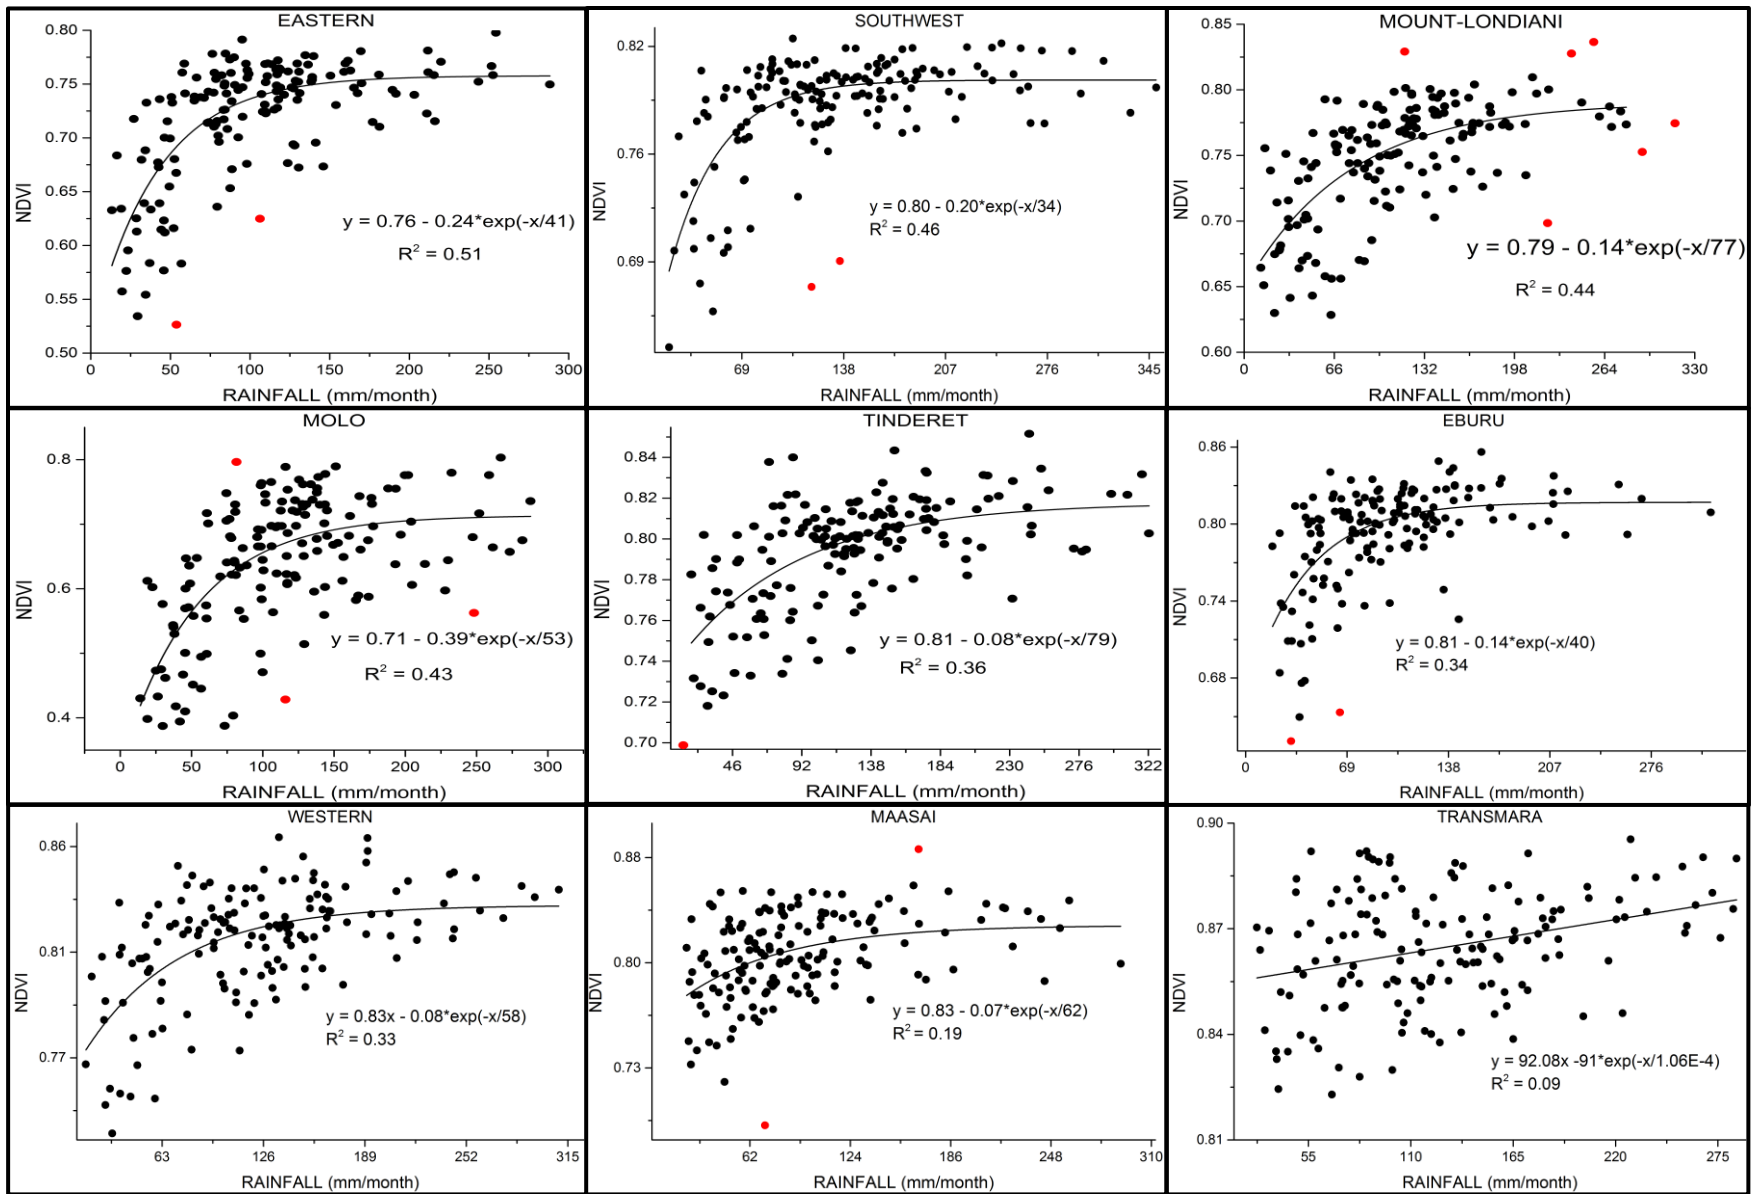 EASTERN
0.80
0.75
0.70
0.65
0.60
0.55
0.50
NDVI
y = 0.76 - 0.24*exp(-x/41)
R² = 0.51
0 50 100 150 200 250 300
RAINFALL (mm/month)
SOUTHWEST
0.82
0.76
0.69
NDVI
y = 0.80 - 0.20*exp(-x/34)
R² = 0.46
69 138 207 276 345
RAINFALL (mm/month)
MOUNT-LONDIANI
0.85
0.80
0.75
0.70
0.65
0.60
NDVI
y = 0.79 - 0.14*exp(-x/77)
R² = 0.44
0 66 132 198 264 330
RAINFALL (mm/month)
MOLO
0.8
0.6
0.4
NDVI
y = 0.71 - 0.39*exp(-x/53)
R² = 0.43
0 50 100 150 200 250 300
RAINFALL (mm/month)
TINDERET
0.84
0.82
0.80
0.78
0.76
0.74
0.72
0.70
NDVI
y = 0.81 - 0.08*exp(-x/79)
R² = 0.36
46 92 138 184 230 276 322
RAINFALL (mm/month)
EBURU
0.86
0.80
0.74
0.68
NDVI
y = 0.81 - 0.14*exp(-x/40)
R² = 0.34
0 69 138 207 276
RAINFALL (mm/month)
WESTERN
0.86
0.81
0.77
NDVI
y = 0.83x - 0.08*exp(-x/58)
R² = 0.33
63 126 189 252 315
RAINFALL (mm/month)
MAASAI
0.88
0.80
0.73
NDVI
y = 0.83 - 0.07*exp(-x/62)
R² = 0.19
62 124 186 248 310
RAINFALL (mm/month)
TRANSMARA
0.90
0.87
0.84
0.81
NDVI
y = 92.08x -91*exp(-x/1.06E-4)
R² = 0.09
55 110 165 220 275
RAINFALL (mm/month)